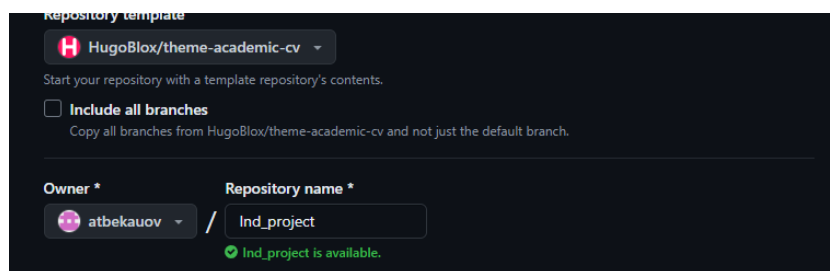 Repository template
HugoBlox/theme-academic-cv
Start your repository with a template repository's contents.
Include all branches
Copy all branches from HugoBlox/theme-academic-cv and not just the default branch.
Owner * Repository name *
atbekauov / Ind_project
Ind_project is available.